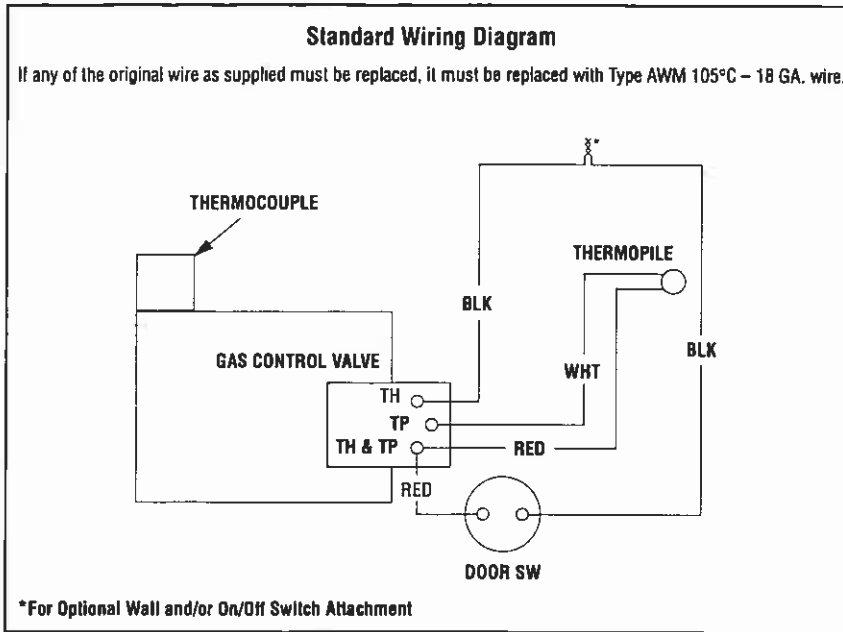 Standard Wiring Diagram
If any of the original wire as supplied must be replaced, it must be replaced with Type AWM 105°C – 18 GA. wire.
*
THERMOCOUPLE
THERMOPILE
BLK
BLK
GAS CONTROL VALVE
WHT
TH
TP
TH & TP
RED
RED
DOOR SW
*For Optional Wall and/or On/Off Switch Attachment